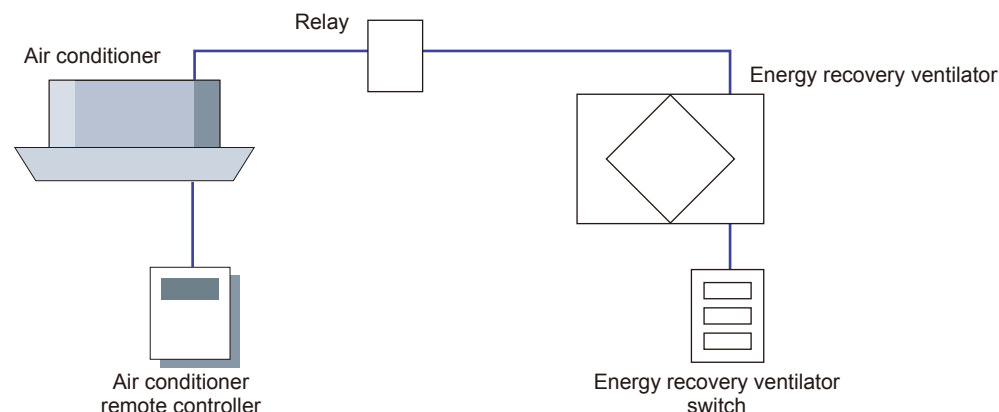 Relay
Air conditioner
Energy recovery ventilator
Air conditioner
remote controller
Energy recovery ventilator
switch